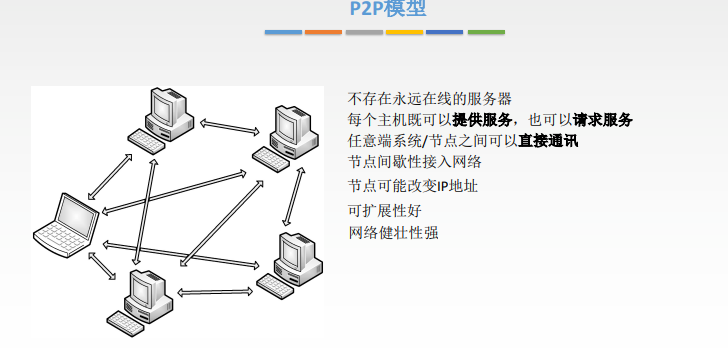 P2P模型
不存在永远在线的服务器
每个主机既可以提供服务，也可以请求服务
任意端系统/节点之间可以直接通讯
节点间歇性接入网络
节点可能改变IP地址
可扩展性好
网络健壮性强